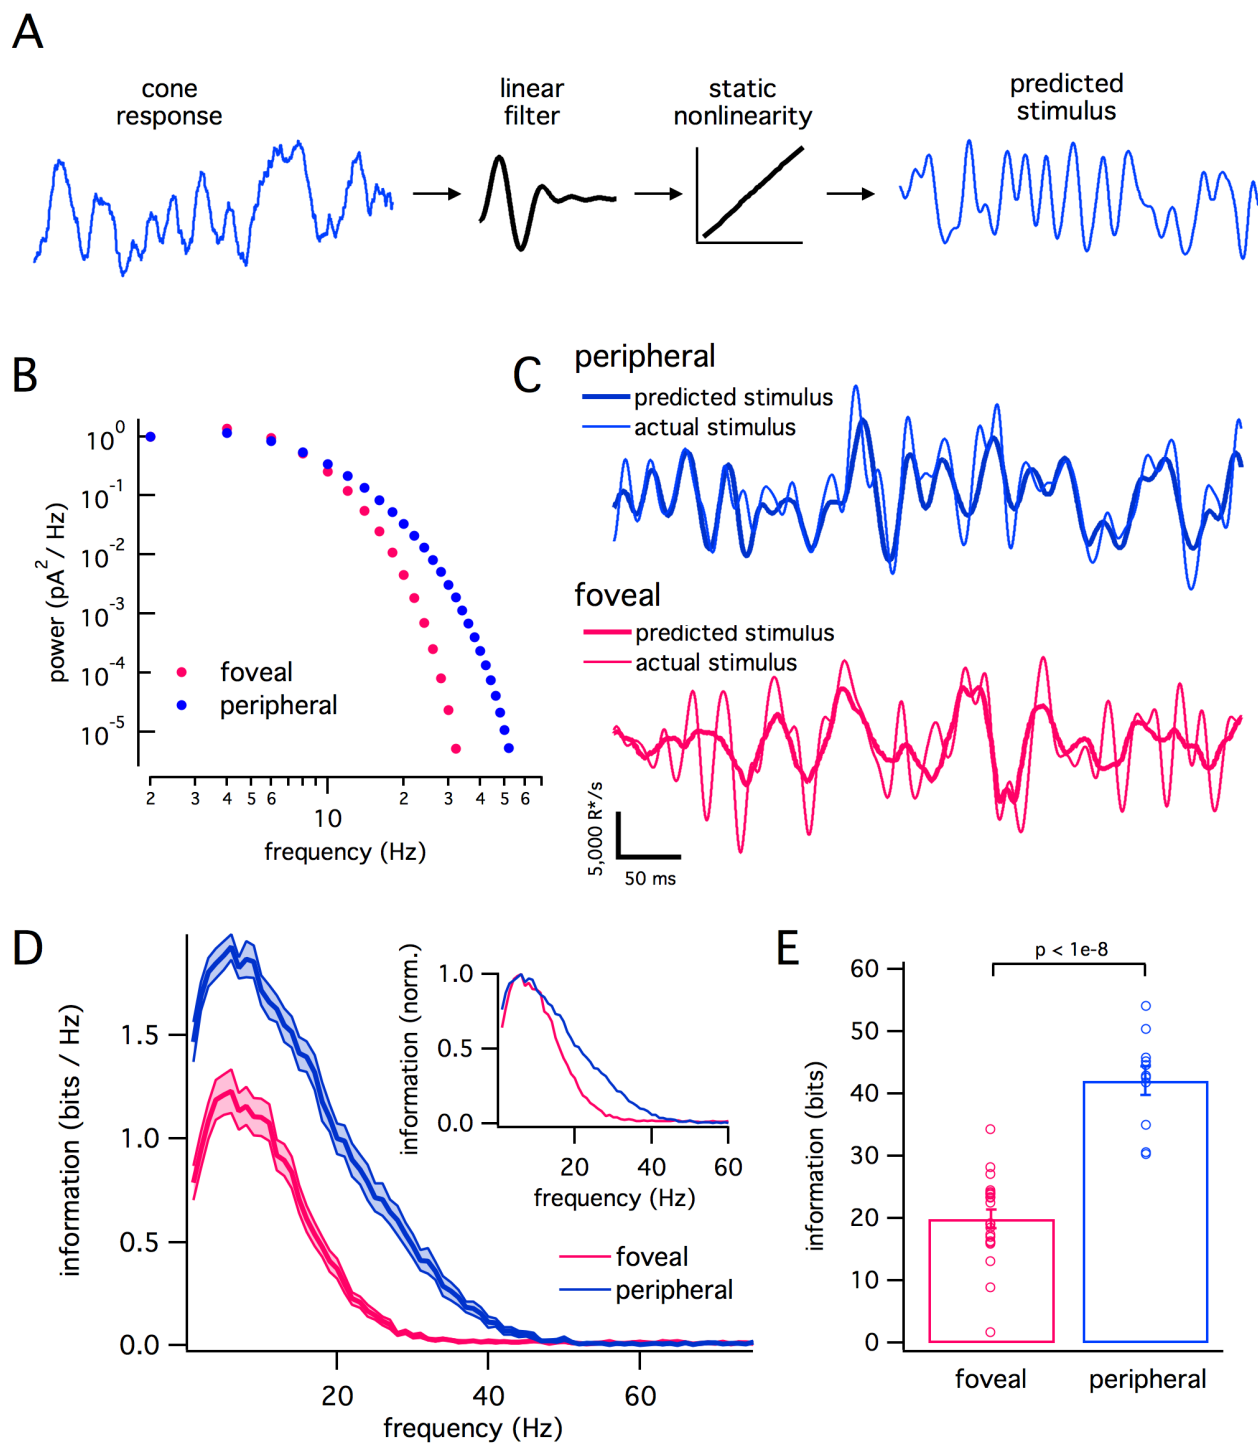 A
cone
response
linear
filter
static
nonlinearity
predicted
stimulus
B
power (pA2 / Hz)
100
10-1
10-2
10-3
10-4
10-5
foveal
peripheral
2 3 4 5 6 2 3 4 5 6
10
frequency (Hz)
C
peripheral
predicted stimulus
actual stimulus
foveal
predicted stimulus
actual stimulus
5,000 R*/s
50 ms
D
information (bits / Hz)
1.5
1.0
0.5
0.0
20 40 60
frequency (Hz)
information (norm.)
1.0
0.5
0.0
20 40 60
frequency (Hz)
foveal
peripheral
E
p < 1e-8
information (bits)
60
50
40
30
20
10
0
foveal peripheral